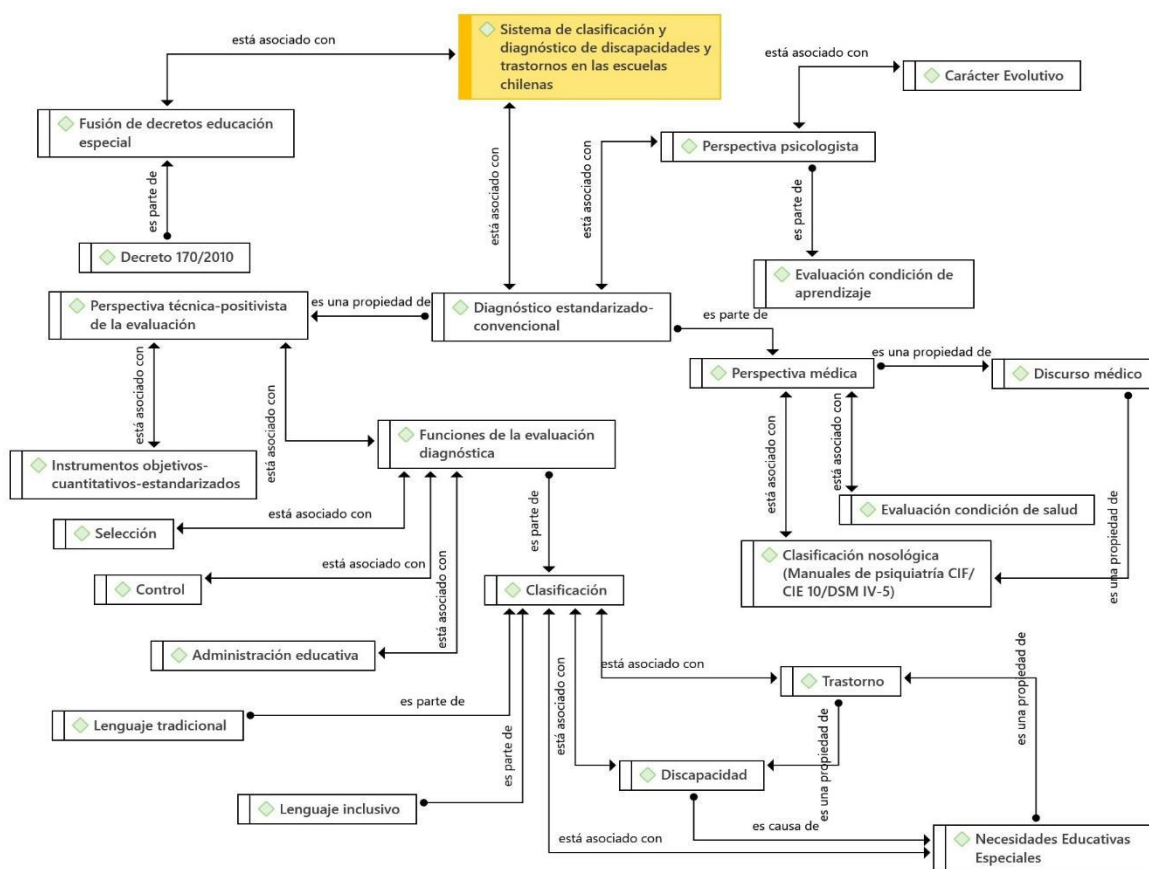 está asociado con
Sistema de clasificación y
diagnóstico de discapacidades y
trastornos en las escuelas
chilenas
está asociado con
Carácter Evolutivo
Fusión de decretos educación
especial
está asociado con
está asociado con
Perspectiva psicologista
es parte de
es parte de
Decreto 170/2010
Evaluación condición de
aprendizaje
Perspectiva técnica-positivista
de la evaluación
es una propiedad de
Diagnóstico estandarizado-
convencional
es parte de
Perspectiva médica
es una propiedad de
Discurso médico
está asociado con
está asociado con
Funciones de la evaluación
diagnóstica
está asociado con
está asociado con
es una propiedad de
Instrumentos objetivos-
cuantitativos-estandarizados
está asociado con
Selección
es parte de
Evaluación condición de salud
está asociado con
Control
está asociado con
Clasificación
Clasificación nosológica
(Manuales de psiquiatría CIF/
CIE 10/DSM IV-5)
Administración educativa
está asociado con
Trastorno
es una propiedad de
es parte de
Lenguaje tradicional
es parte de
está asociado con
es una propiedad de
Discapacidad
Lenguaje inclusivo
es causa de
está asociado con
Necesidades Educativas
Especiales